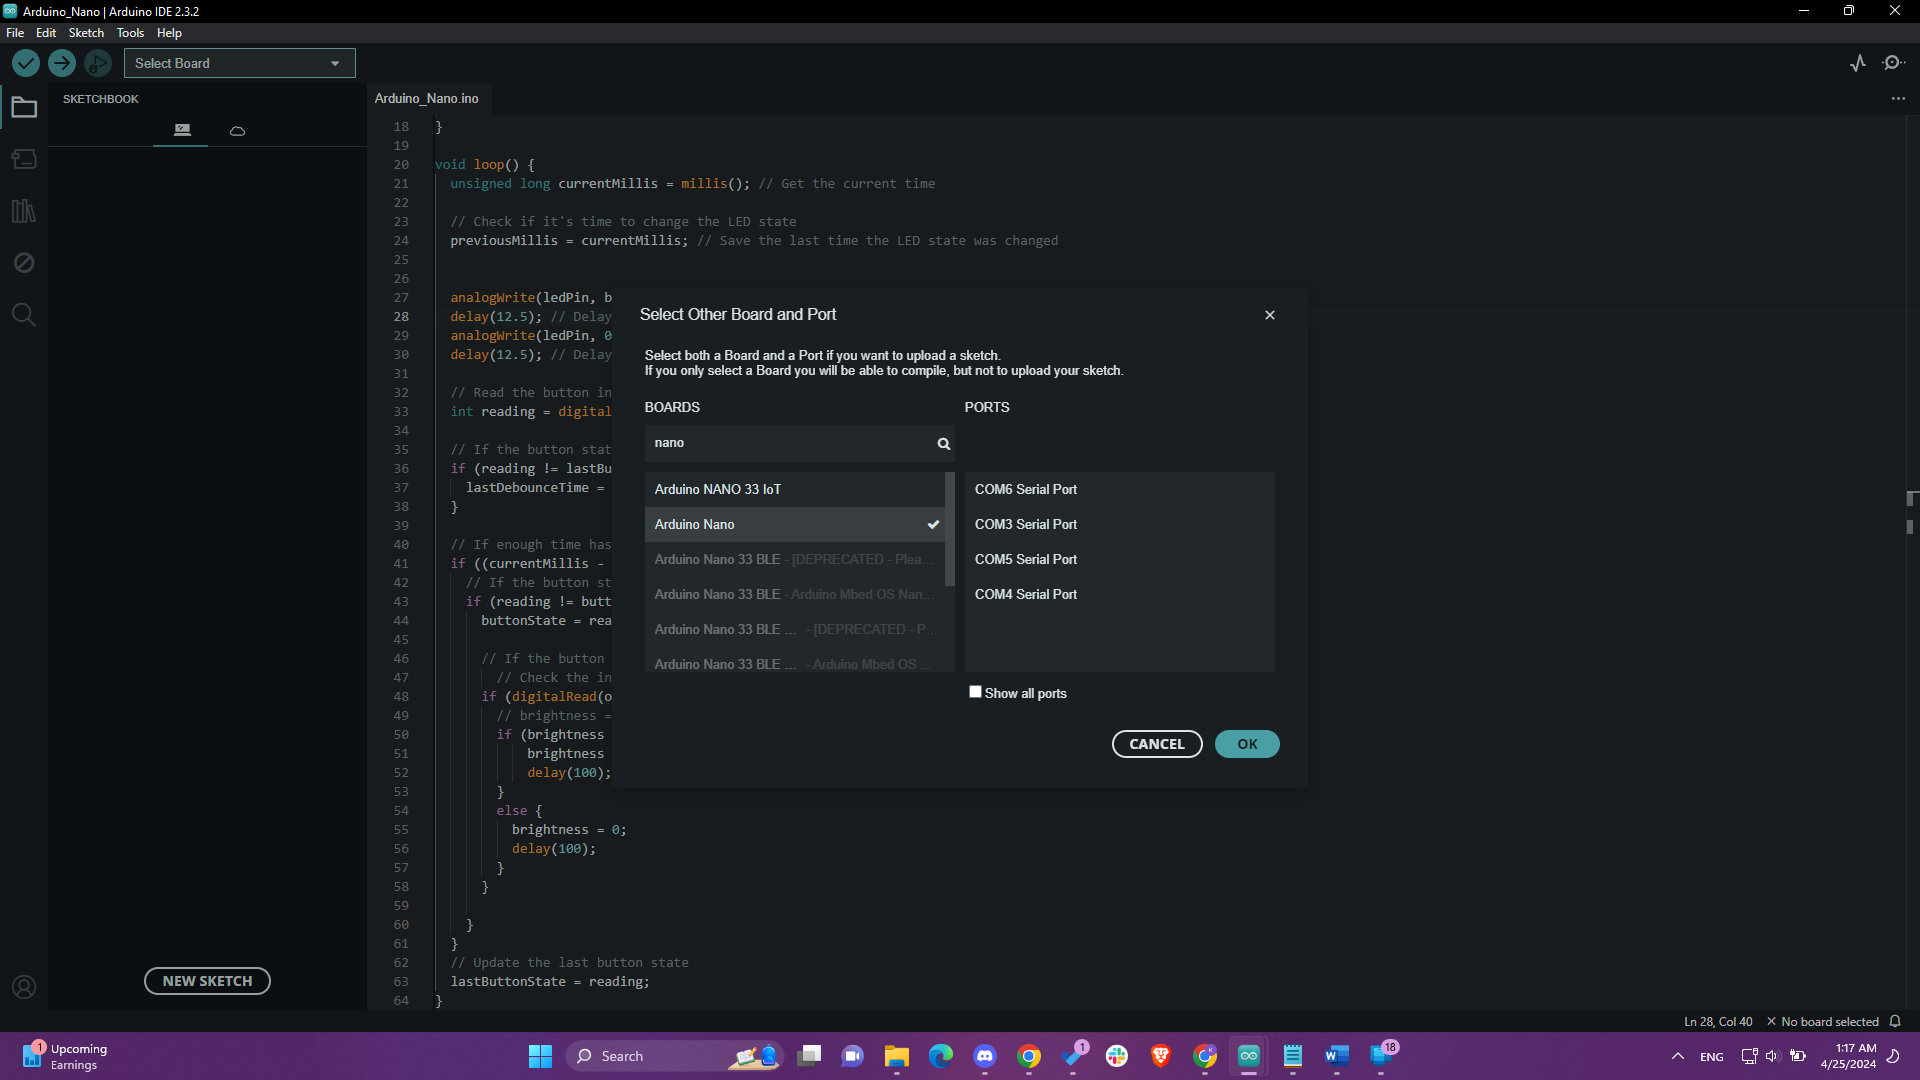 Arduino_Nano | Arduino IDE 2.3.2
File Edit Sketch Tools Help
Select Board
SKETCHBOOK
Arduino_Nano.ino
18 }
19
20 void loop() {
21 unsigned long currentMillis = millis(); // Get the current time
22
23 // Check if it's time to change the LED state
24 previousMillis = currentMillis; // Save the last time the LED state was changed
25
26
27 analogWrite(ledPin, b
28 delay(12.5); // Delay
29 analogWrite(ledPin, 0
30 delay(12.5); // Delay
31
32 // Read the button in
33 int reading = digital
34
35 // If the button stat
36 if (reading != lastBu
37 lastDebounceTime =
38 }
39
40 // If enough time has
41 if ((currentMillis -
42 // If the button st
43 if (reading != butt
44 buttonState = rea
45
46 // If the button
47 // Check the in
48 if (digitalRead(o
49 // brightness =
50 if (brightness
51 brightness
52 delay(100);
53 }
54 else {
55 brightness = 0;
56 delay(100);
57 }
58 }
59
60 }
61 }
62 // Update the last button state
63 lastButtonState = reading;
64 }
Select Other Board and Port
Select both a Board and a Port if you want to upload a sketch.
If you only select a Board you will be able to compile, but not to upload your sketch.
BOARDS
nano
Arduino NANO 33 IoT
Arduino Nano
Arduino Nano 33 BLE - [DEPRECATED - Plea...
Arduino Nano 33 BLE - Arduino Mbed OS Nan...
Arduino Nano 33 BLE ... - [DEPRECATED - P...
Arduino Nano 33 BLE ... - Arduino Mbed OS ...
PORTS
COM6 Serial Port
COM3 Serial Port
COM5 Serial Port
COM4 Serial Port
Show all ports
CANCEL OK
NEW SKETCH
Ln 28, Col 40 No board selected
1 Upcoming
Earnings
Search
1
18
ENG
1:17 AM
4/25/2024